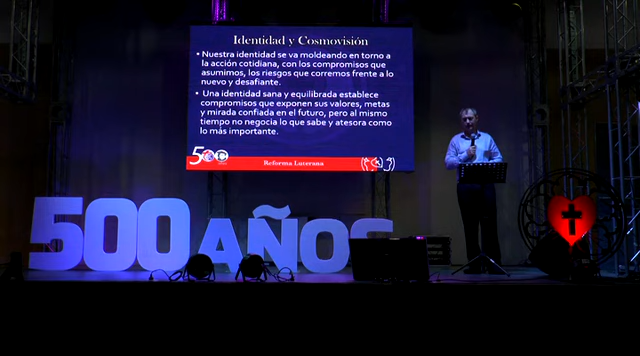 Identidad y Cosmovisión
• Nuestra identidad se va moldeando en torno a
la acción cotidiana, con los compromisos que
asumimos, los riesgos que corremos frente a lo
nuevo y desafiante.
• Una identidad sana y equilibrada establece
compromisos que exponen sus valores, metas
y mirada confiada en el futuro, pero al mismo
tiempo no negocia lo que sabe y atesora como
lo más importante.
500
Reforma Luterana
500 AÑOS